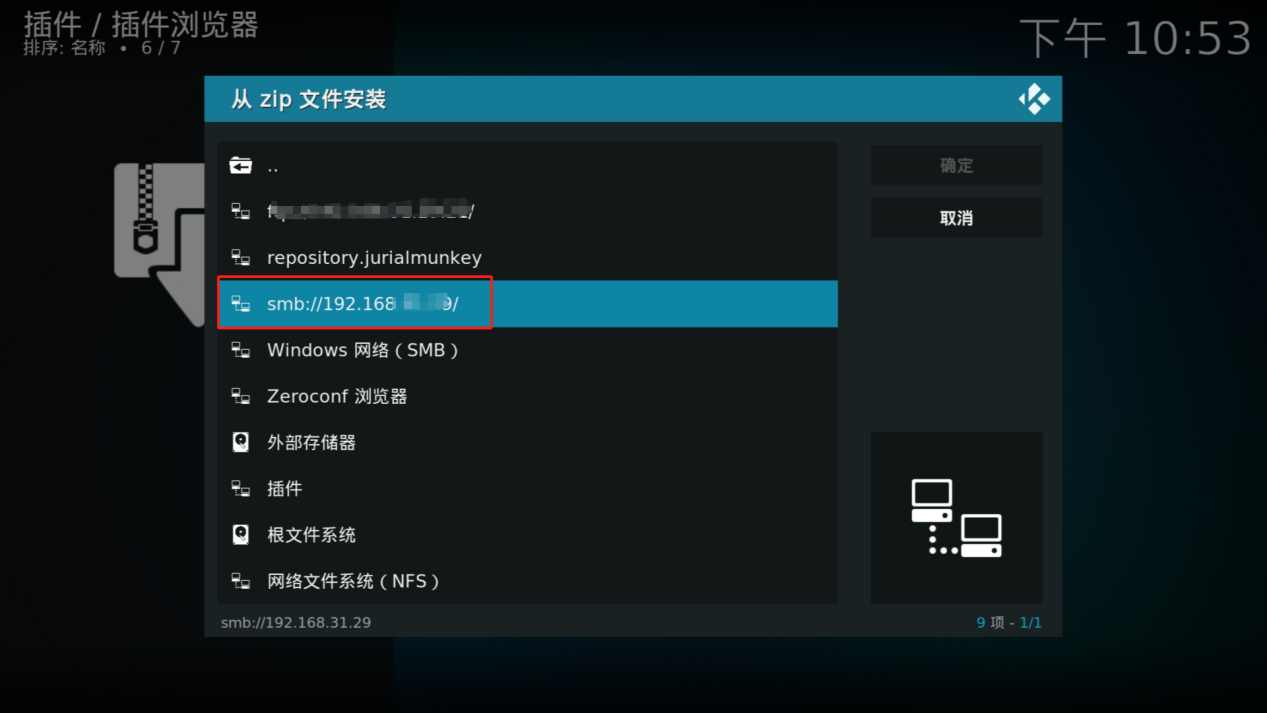 插件 / 插件浏览器
排序: 名称 • 6 / 7
下午 10:53
从 zip 文件安装
..
repository.jurialmunkey
smb://192.168
Windows 网络（SMB）
Zeroconf 浏览器
外部存储器
插件
根文件系统
网络文件系统（NFS）
确定
取消
smb://192.168.31.29
9 项 - 1/1